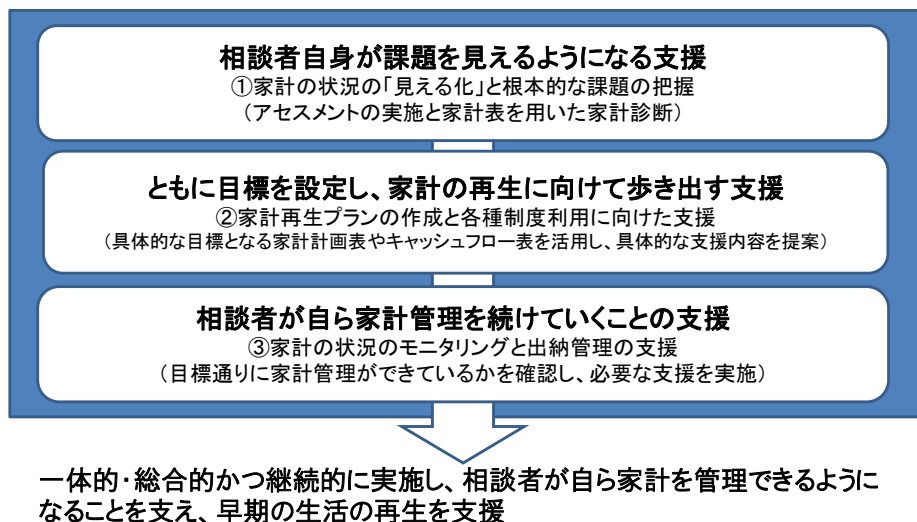 相談者自身が課題を見えるようになる支援
①家計の状況の「見える化」と根本的な課題の把握
（アセスメントの実施と家計表を用いた家計診断）
ともに目標を設定し、家計の再生に向けて歩き出す支援
②家計再生プランの作成と各種制度利用に向けた支援
（具体的な目標となる家計計画表やキャッシュフロー表を活用し、具体的な支援内容を提案）
相談者が自ら家計管理を続けていくことの支援
③家計の状況のモニタリングと出納管理の支援
（目標通りに家計管理ができているかを確認し、必要な支援を実施）
一体的・総合的かつ継続的に実施し、相談者が自ら家計を管理できるように
なることを支え、早期の生活の再生を支援